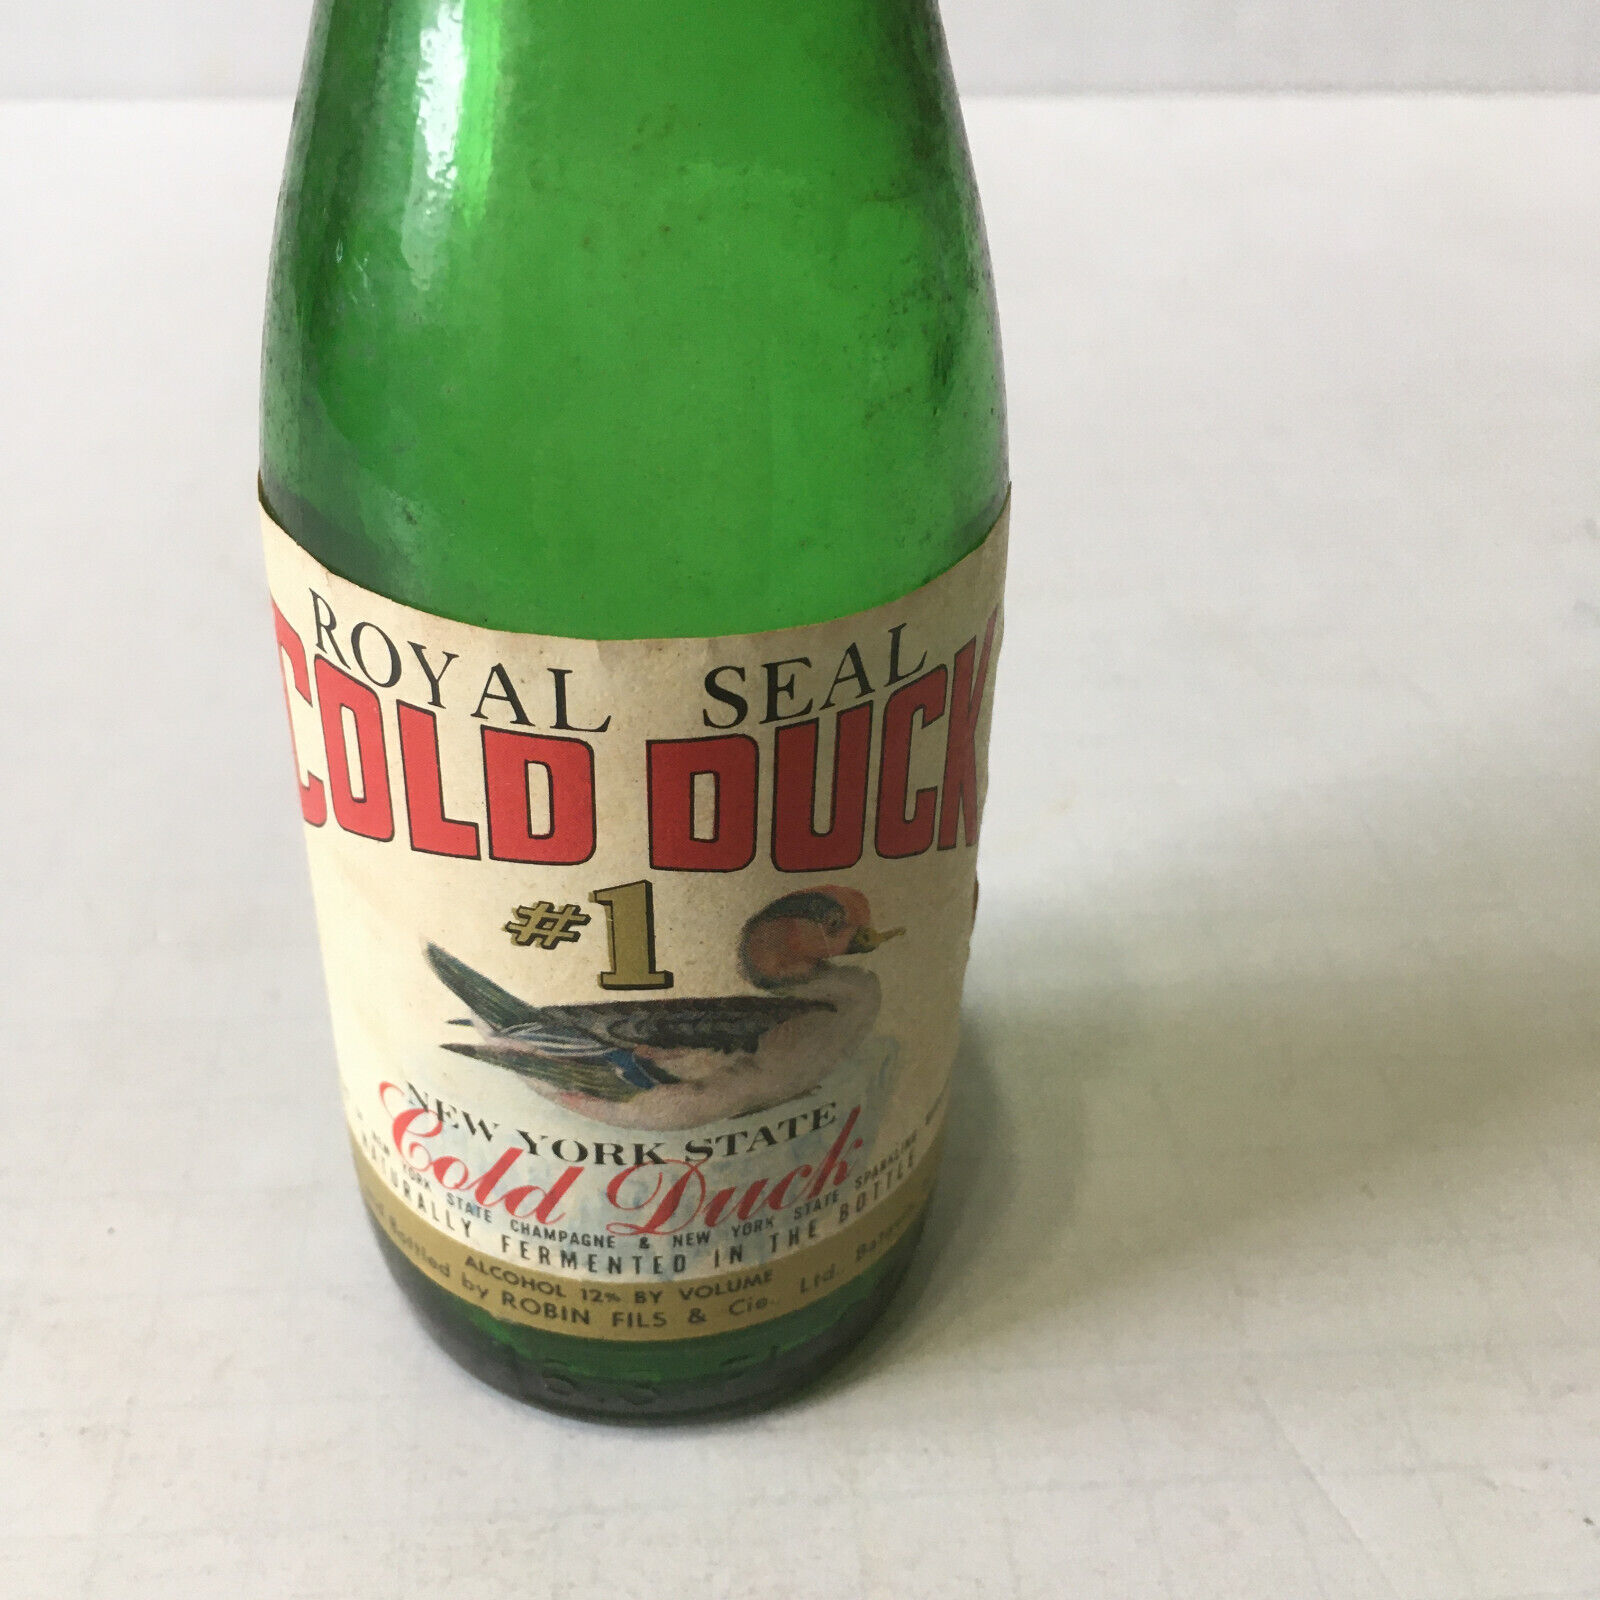 ROYAL SEAL
COLD DUCK
#1
NEW YORK STATE
Cold Duck
NEW YORK STATE CHAMPAGNE & NEW YORK STATE SPARKLING
NATURALLY FERMENTED IN THE BOTTLE
ALCOHOL 12% BY VOLUME
Bottled by ROBIN FILS & Cie. Ltd.